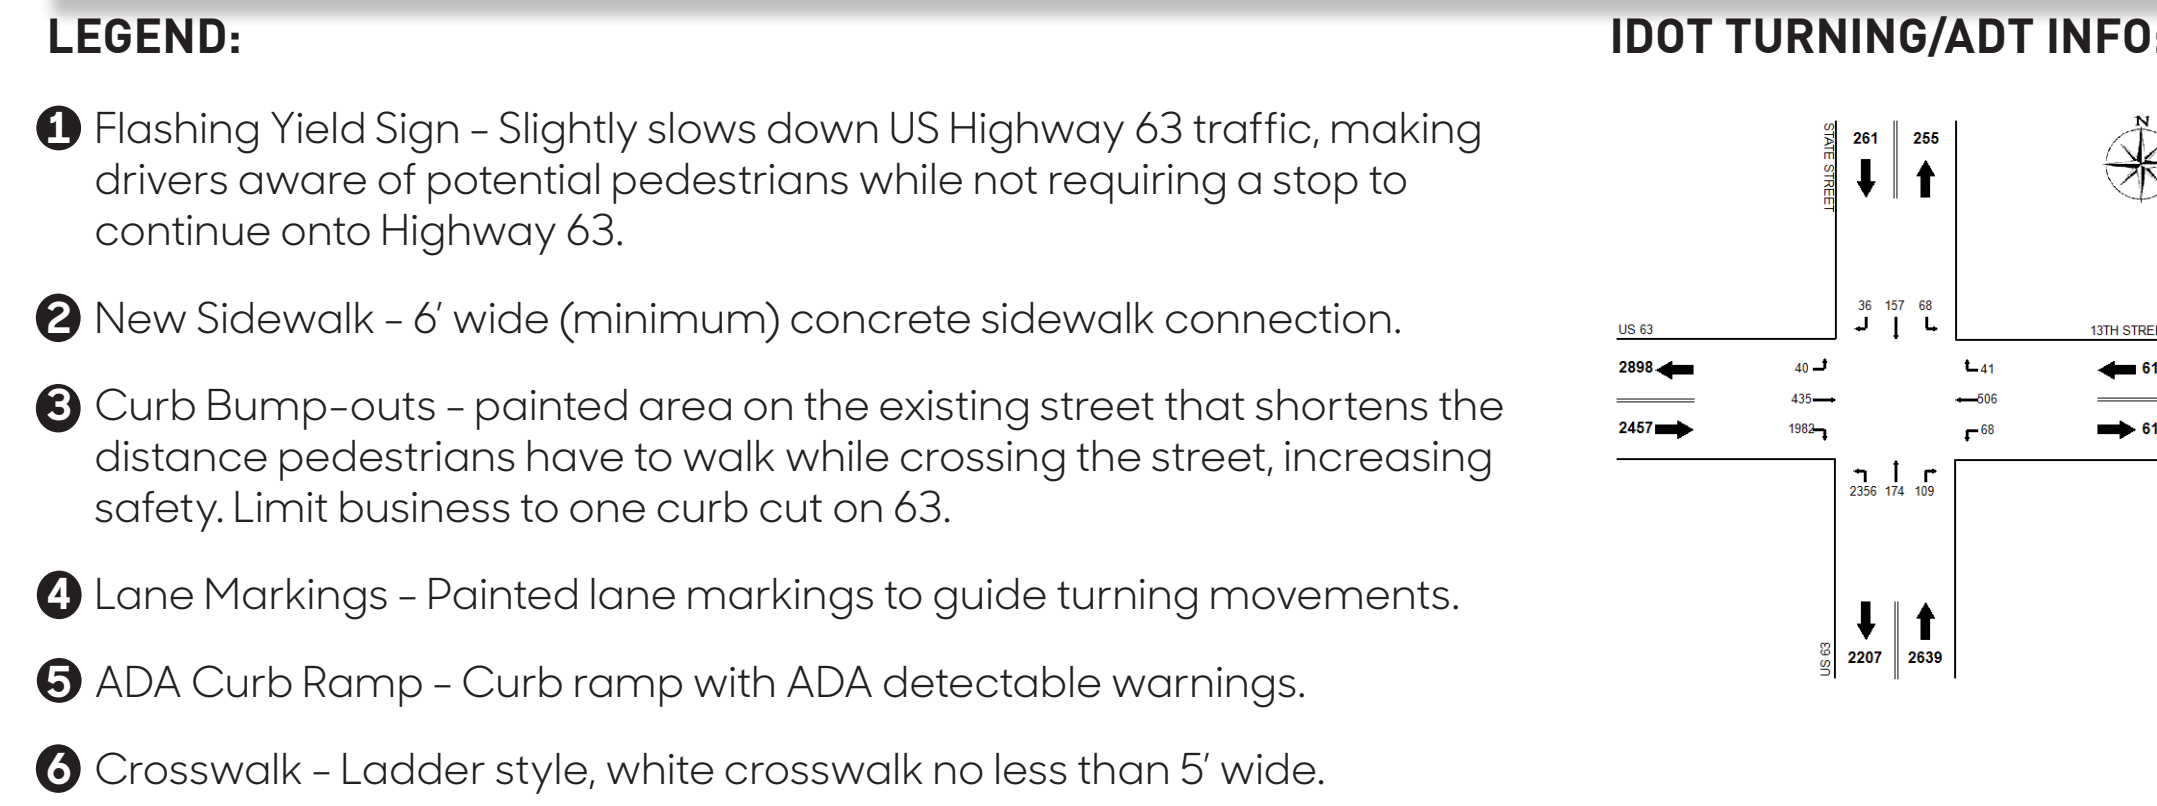 LEGEND:
1 Flashing Yield Sign – Slightly slows down US Highway 63 traffic, making
drivers aware of potential pedestrians while not requiring a stop to
continue onto Highway 63.
2 New Sidewalk – 6’ wide (minimum) concrete sidewalk connection.
3 Curb Bump-outs – painted area on the existing street that shortens the
distance pedestrians have to walk while crossing the street, increasing
safety. Limit business to one curb cut on 63.
4 Lane Markings – Painted lane markings to guide turning movements.
5 ADA Curb Ramp – Curb ramp with ADA detectable warnings.
6 Crosswalk – Ladder style, white crosswalk no less than 5’ wide.
IDOT TURNING/ADT INFO:
N
STATE STREET
261 255
36 157 68
US 63
13TH
2898
40
41
435
506
2457
1982
68
2356 174 109
US 63
2207 2639